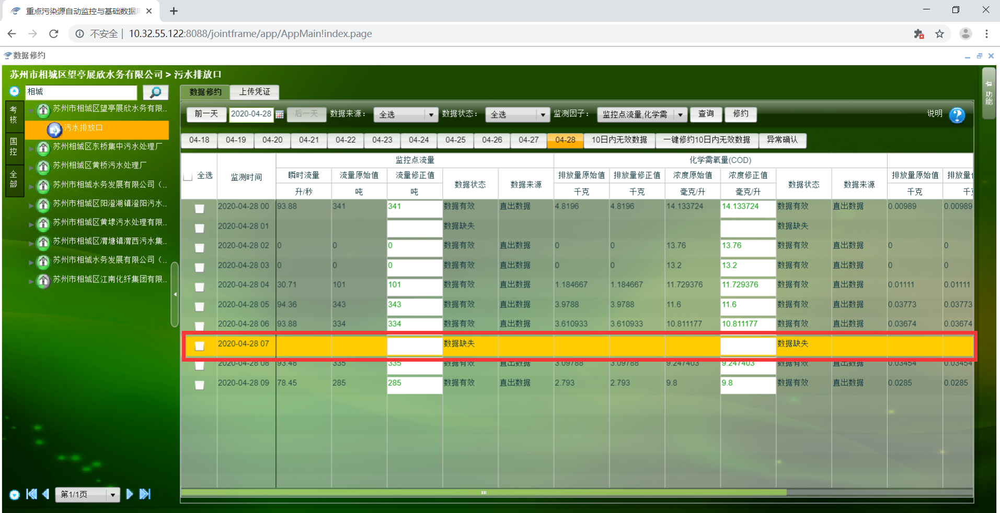 重点污染源自动监控与基础数据库
不安全 | 10.32.55.122:8088/jointframe/app/AppMain!index.page
数据修约
苏州市相城区望亭展欣水务有限公司 > 污水排放口
相城
考核
国控
全部
苏州市相城区望亭展欣水务有限..
污水排放口
苏州市相城区东桥集中污水处理厂
苏州市相城区黄桥污水处理厂
苏州市相城水务发展有限公司（..
苏州市相城区阳澄湖镇澄阳污水..
苏州市相城区黄埭污水处理有限..
苏州市相城区渭塘镇渭西污水集..
苏州市相城水务发展有限公司（..
苏州市相城区江南化纤集团有限..
第1/1页
数据修约 上传凭证
前一天 2020-04-28 后一天 数据来源： 全选 数据状态： 全选 监测因子： 监控点流量,化学需 查询 修约 说明
功能
04-18 04-19 04-20 04-21 04-22 04-23 04-24 04-25 04-26 04-27 04-28 10日内无效数据 一键修约10日内无效数据 异常确认
监控点流量 化学需氧量(COD)
全选 监测时间 瞬时流量 流量原始值 流量修正值 数据状态 数据来源 排放量原始值 排放量修正值 浓度原始值 浓度修正值 数据状态 数据来源 排放量原始值
升/秒 吨 吨 千克 千克 毫克/升 毫克/升 千克
2020-04-28 00 93.88 341 341 数据有效 直出数据 4.8196 4.8196 14.133724 14.133724 数据有效 直出数据 0.00989 0.00989
2020-04-28 01 数据缺失 数据缺失
2020-04-28 02 0 0 0 数据有效 直出数据 0 0 13.76 13.76 数据有效 直出数据 0 0
2020-04-28 03 0 0 0 数据有效 直出数据 0 0 13.2 13.2 数据有效 直出数据 0 0
2020-04-28 04 30.71 101 101 数据有效 直出数据 1.184667 1.184667 11.729376 11.729376 数据有效 直出数据 0.01111 0.01111
2020-04-28 05 94.36 343 343 数据有效 直出数据 3.9788 3.9788 11.6 11.6 数据有效 直出数据 0.03773 0.03773
2020-04-28 06 93.88 334 334 数据有效 直出数据 3.610933 3.610933 10.811177 10.811177 数据有效 直出数据 0.03674 0.03674
2020-04-28 07 数据缺失 数据缺失
2020-04-28 08 93.48 335 335 数据有效 直出数据 3.09788 3.09788 9.247403 9.247403 数据有效 直出数据 0.03454 0.03454
2020-04-28 09 78.45 285 285 数据有效 直出数据 2.793 2.793 9.8 9.8 数据有效 直出数据 0.0285 0.0285